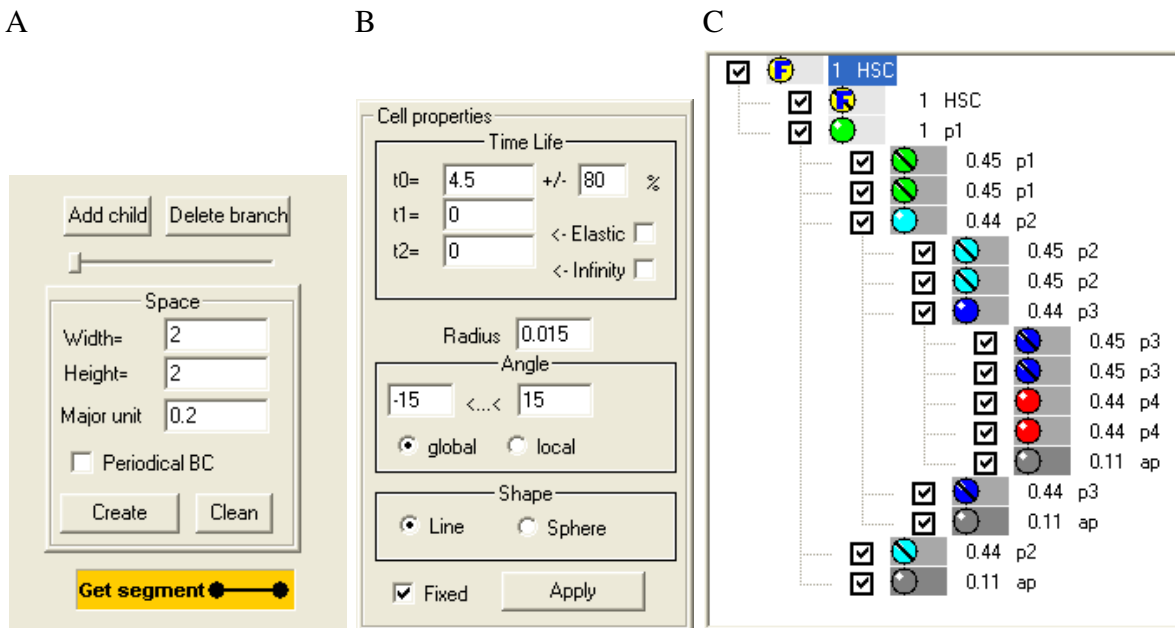 A
B
C
Add child Delete branch
Space
Width= 2
Height= 2
Major unit 0.2
Periodical BC
Create Clean
Get segment
Cell properties
Time Life
t0= 4.5 +/- 80 %
t1= 0
t2= 0
<- Elastic
<- Infinity
Radius 0.015
Angle
-15 <...< 15
global local
Shape
Line Sphere
Fixed Apply
F 1 HSC
F 1 HSC
1 p1
0.45 p1
0.45 p1
0.44 p2
0.45 p2
0.45 p2
0.44 p3
0.45 p3
0.45 p3
0.44 p4
0.44 p4
0.11 ap
0.44 p3
0.11 ap
0.44 p2
0.11 ap